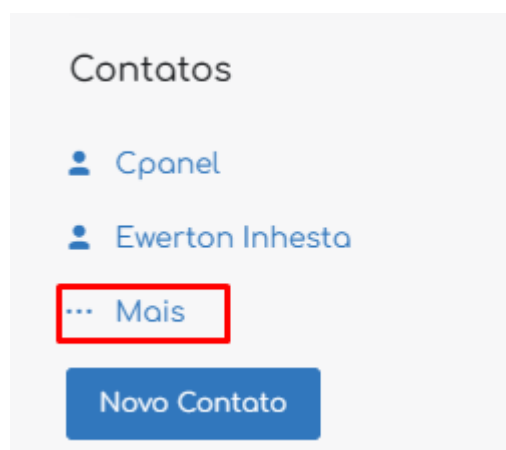 Contatos
Cpanel
Ewerton Inhesta
... Mais
Novo Contato